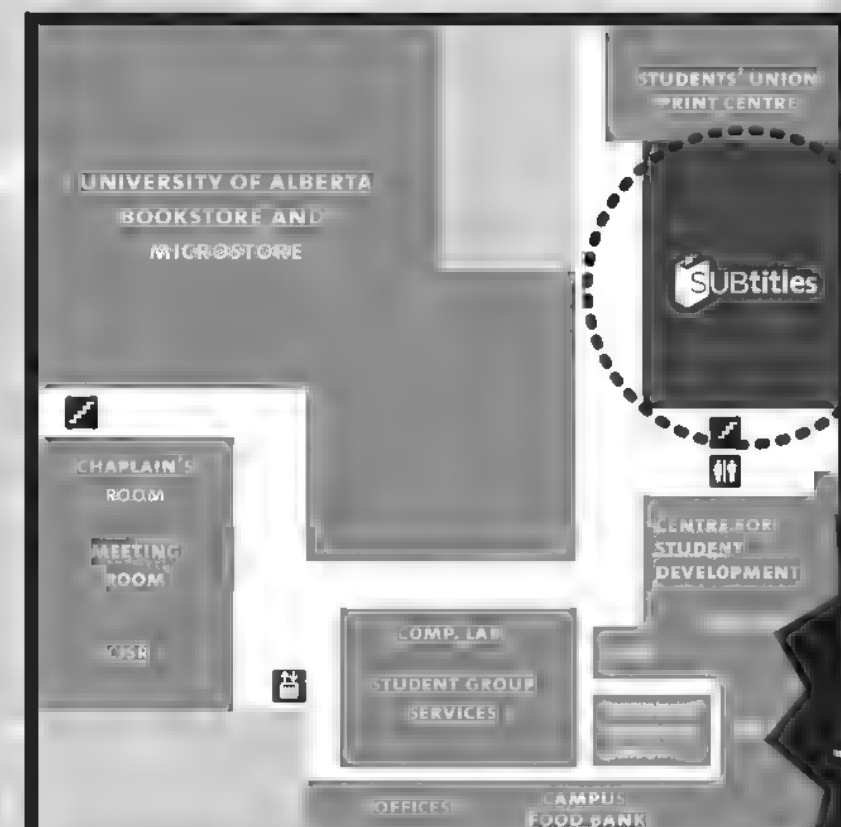 STUDENTS' UNION
PRINT CENTRE
UNIVERSITY OF ALBERTA
BOOKSTORE AND
MICROSTORE
SUBtitles
CHAPLAIN'S
ROOM
MEETING
ROOM
CJSR
CENTRE FOR
STUDENT
DEVELOPMENT
COMP. LAB
STUDENT GROUP
SERVICES
OFFICES
CAMPUS
FOOD BANK